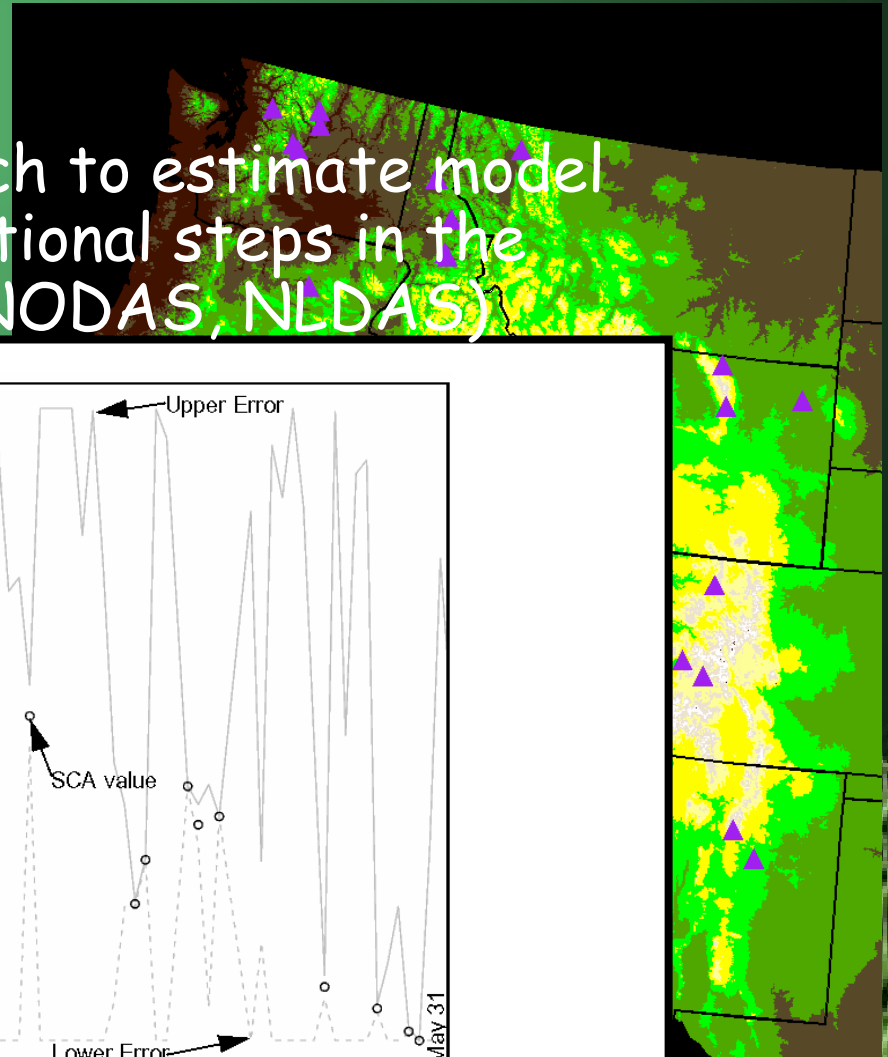 ch to estimate model
tional steps in the
NODAS, NLDAS)
Upper Error
SCA value
May 31
Lower Error